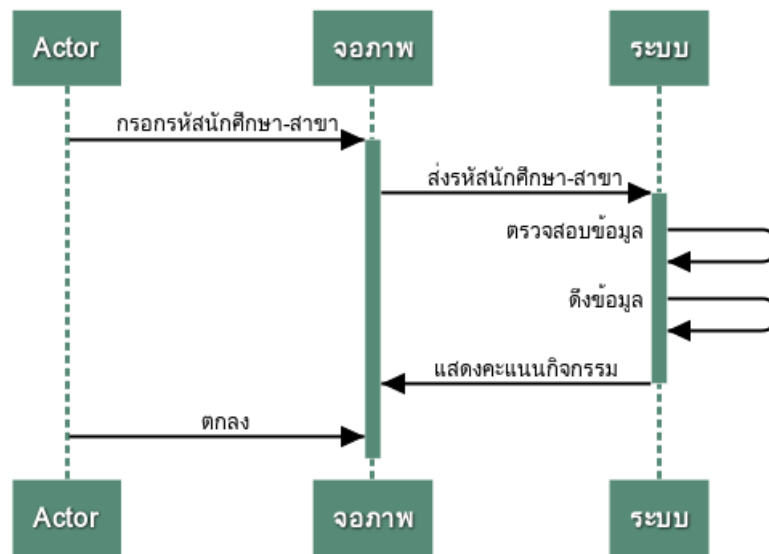 Actor จอภาพ ระบบ
กรอกรหัสนักศึกษา-สาขา
ส่งรหัสนักศึกษา-สาขา
ตรวจสอบข้อมูล
ดึงข้อมูล
แสดงคะแนนกิจกรรม
ตกลง
Actor จอภาพ ระบบ